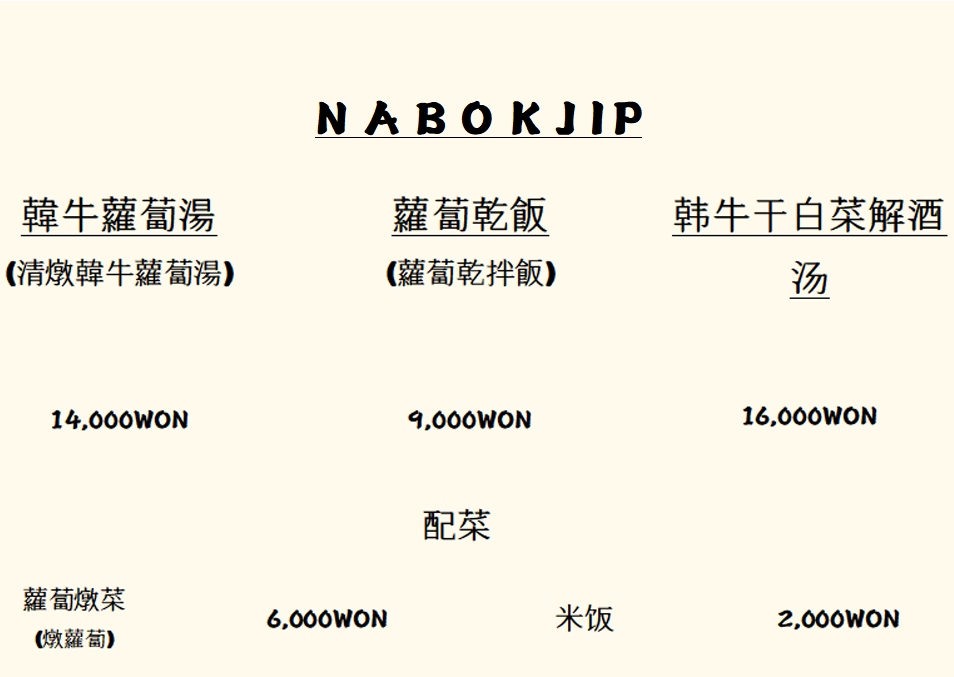 NABOKJIP
韓牛蘿蔔湯
(清燉韓牛蘿蔔湯)
蘿蔔乾飯
(蘿蔔乾拌飯)
韩牛干白菜解酒
汤
14,000WON
9,000WON
16,000WON
配菜
蘿蔔燉菜
(燉蘿蔔)
6,000WON
米饭
2,000WON